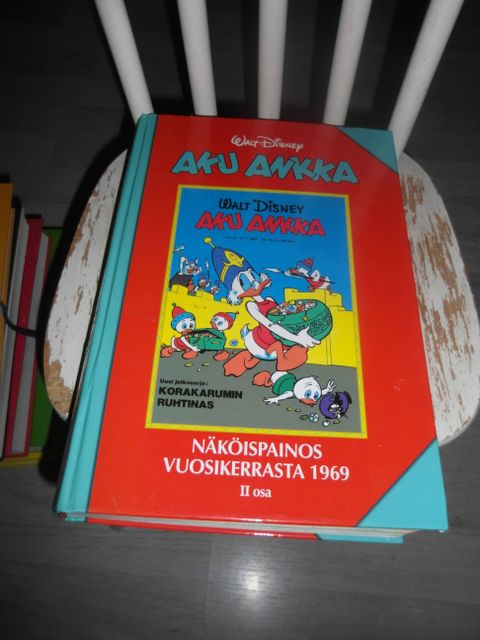 WALT DISNEY
AKU ANKKA
WALT DISNEY
AKU ANKKA
Uusi jatkosarja:
KORAKARUMIN
RUHTINAS
NÄKÖISPAINOS
VUOSIKERRASTA 1969
II osa